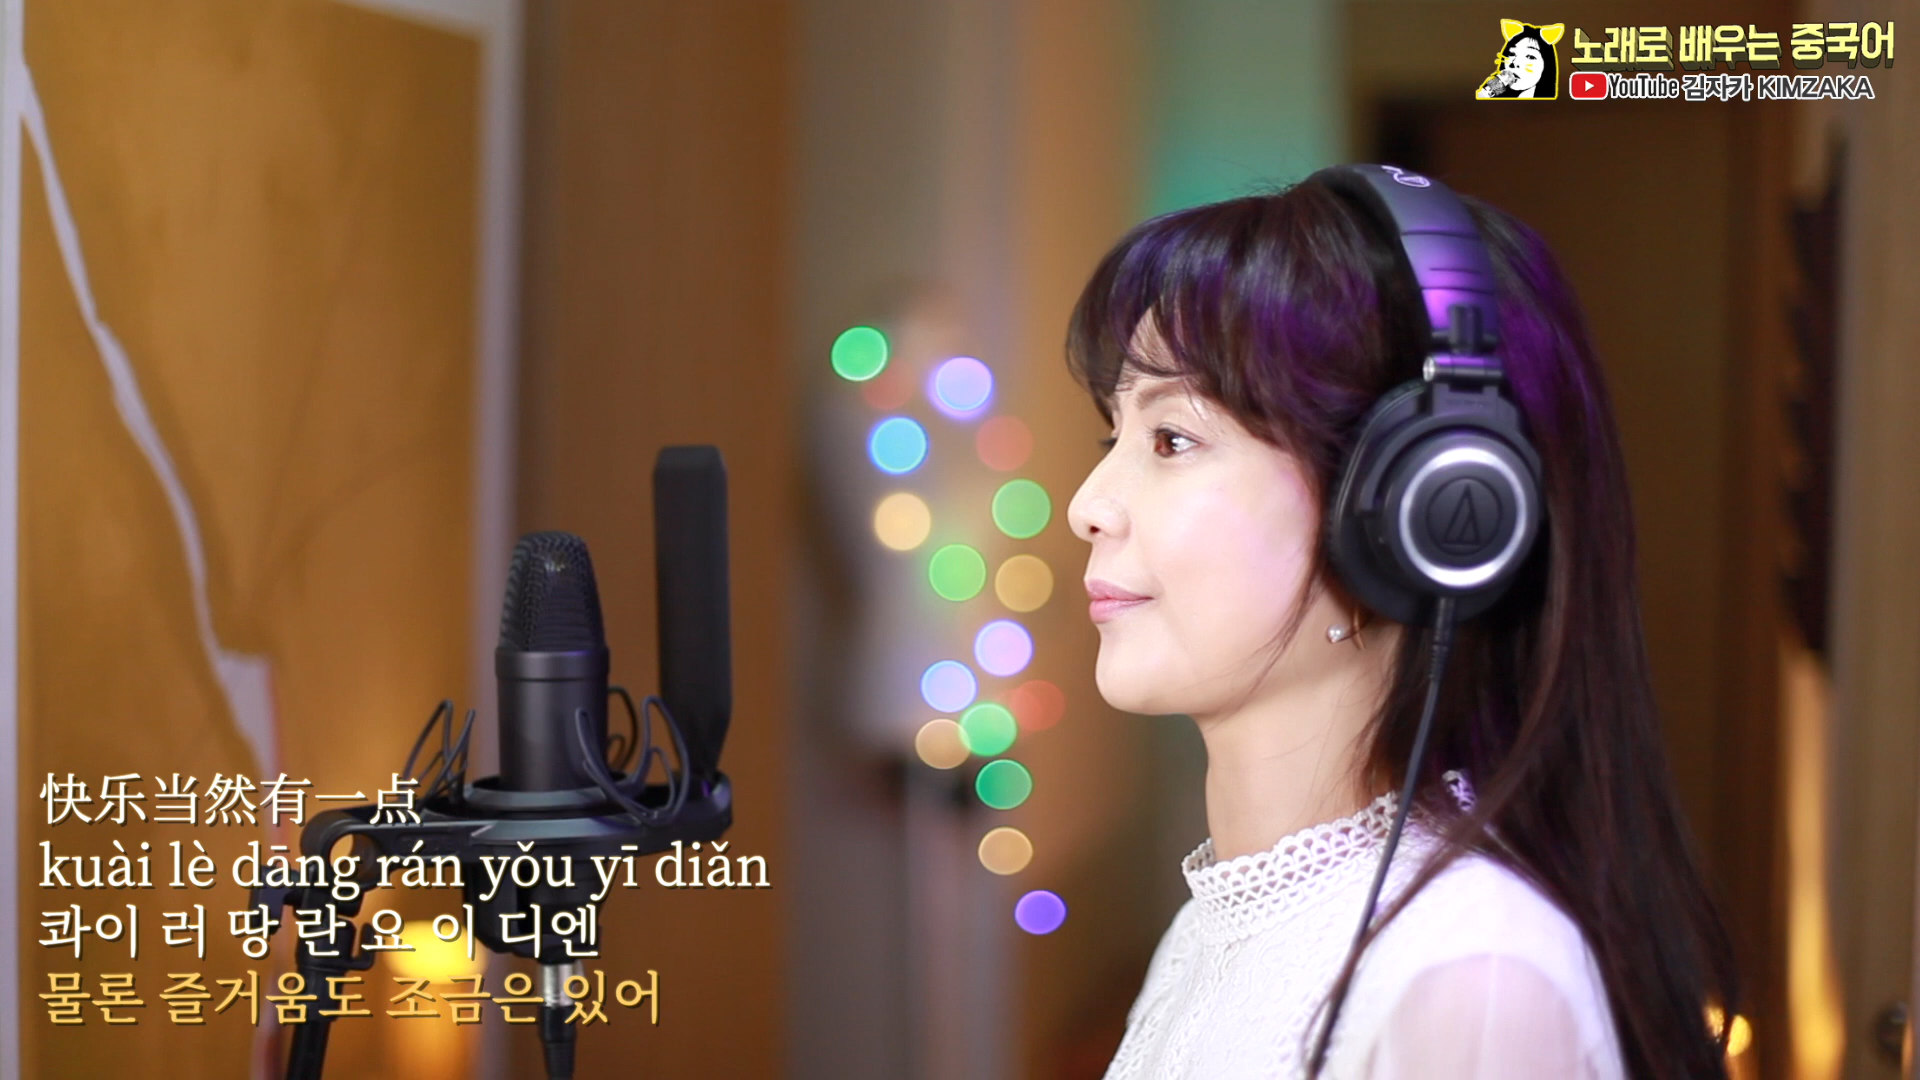 노래로 배우는 중국어
YouTube 김자카 KIMZAKA
快乐当然有一点
kuài lè dāng rán yǒu yī diǎn
콰이 러 땅 란 요 이 디엔
물론 즐거움도 조금은 있어